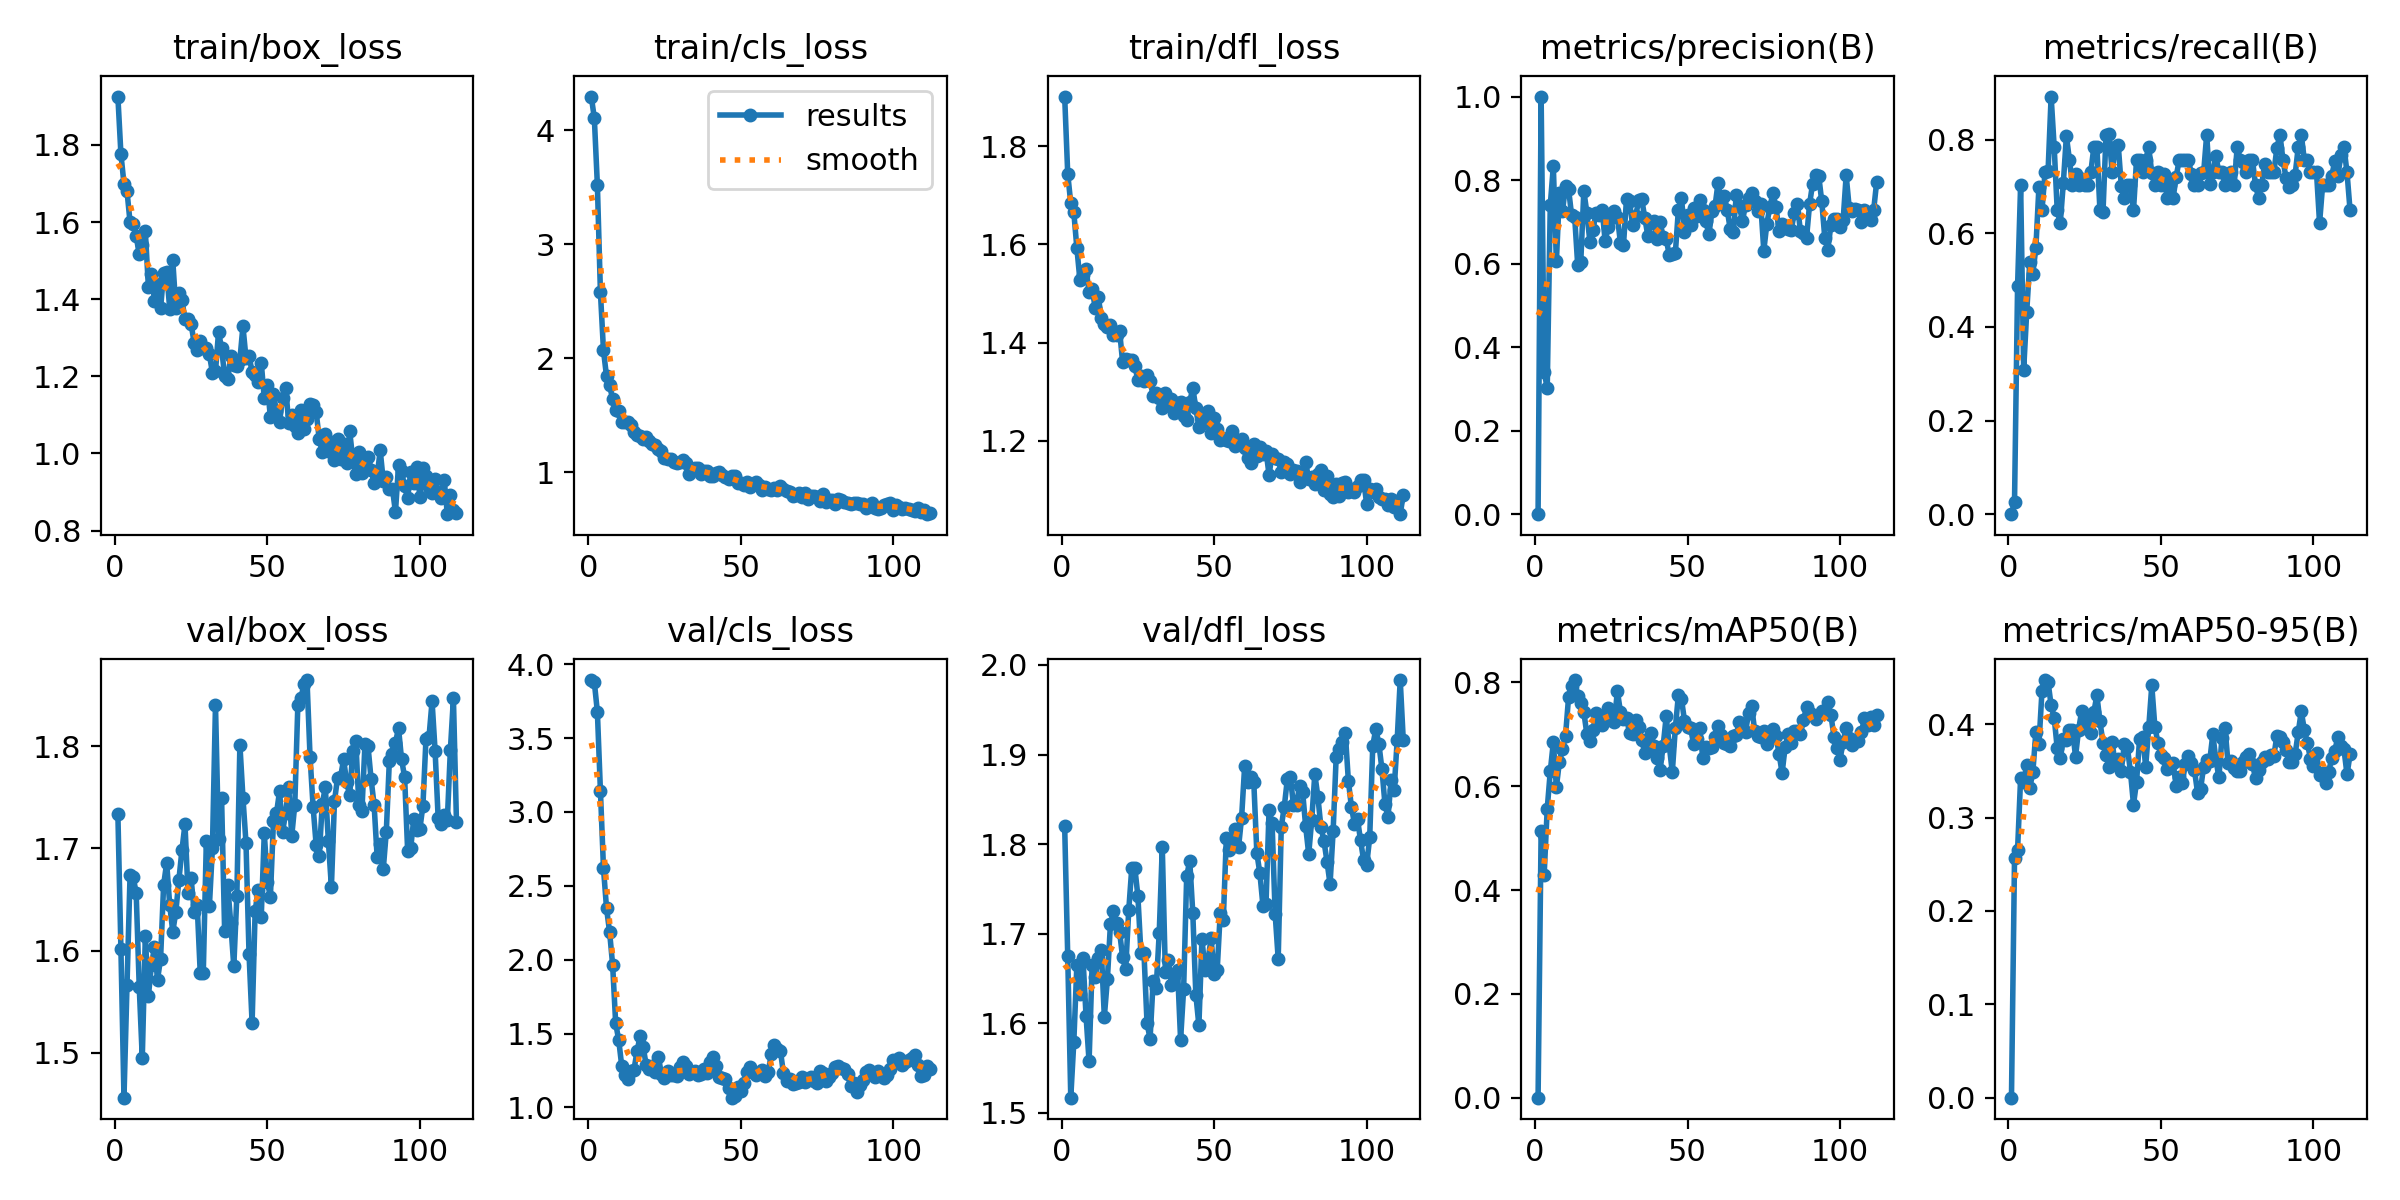 train/box_loss
1.8
1.6
1.4
1.2
1.0
0.8
0 50 100
train/cls_loss
results
smooth
4
3
2
1
0 50 100
train/dfl_loss
1.8
1.6
1.4
1.2
0 50 100
metrics/precision(B)
1.0
0.8
0.6
0.4
0.2
0.0
0 50 100
metrics/recall(B)
0.8
0.6
0.4
0.2
0.0
0 50 100
val/box_loss
1.8
1.7
1.6
1.5
0 50 100
val/cls_loss
4.0
3.5
3.0
2.5
2.0
1.5
1.0
0 50 100
val/dfl_loss
2.0
1.9
1.8
1.7
1.6
1.5
0 50 100
metrics/mAP50(B)
0.8
0.6
0.4
0.2
0.0
0 50 100
metrics/mAP50-95(B)
0.4
0.3
0.2
0.1
0.0
0 50 100